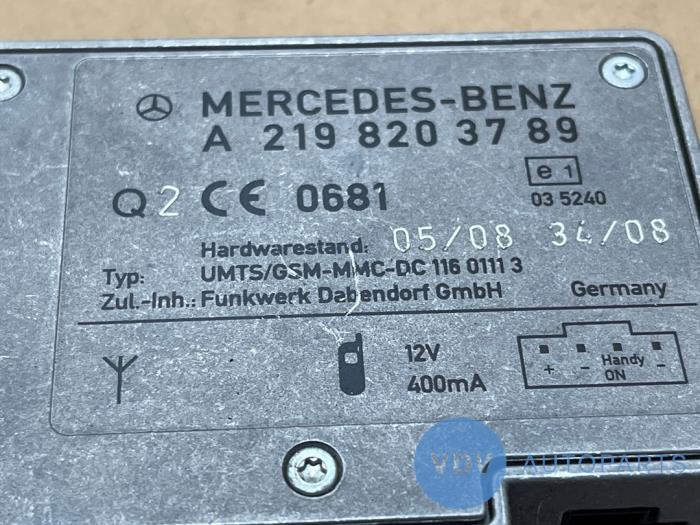 MERCEDES-BENZ
A 219 820 37 89
e 1
Q2 CE 0681
03 5240
Hardwarestand: 05/08 34/08
Typ: UMTS/GSM-MMC-DC 116 0111 3
Zul.-Inh.: Funkwerk Dabendorf GmbH Germany
12V
400mA
+ - Handy -
ON
VDV AUTOPARTS